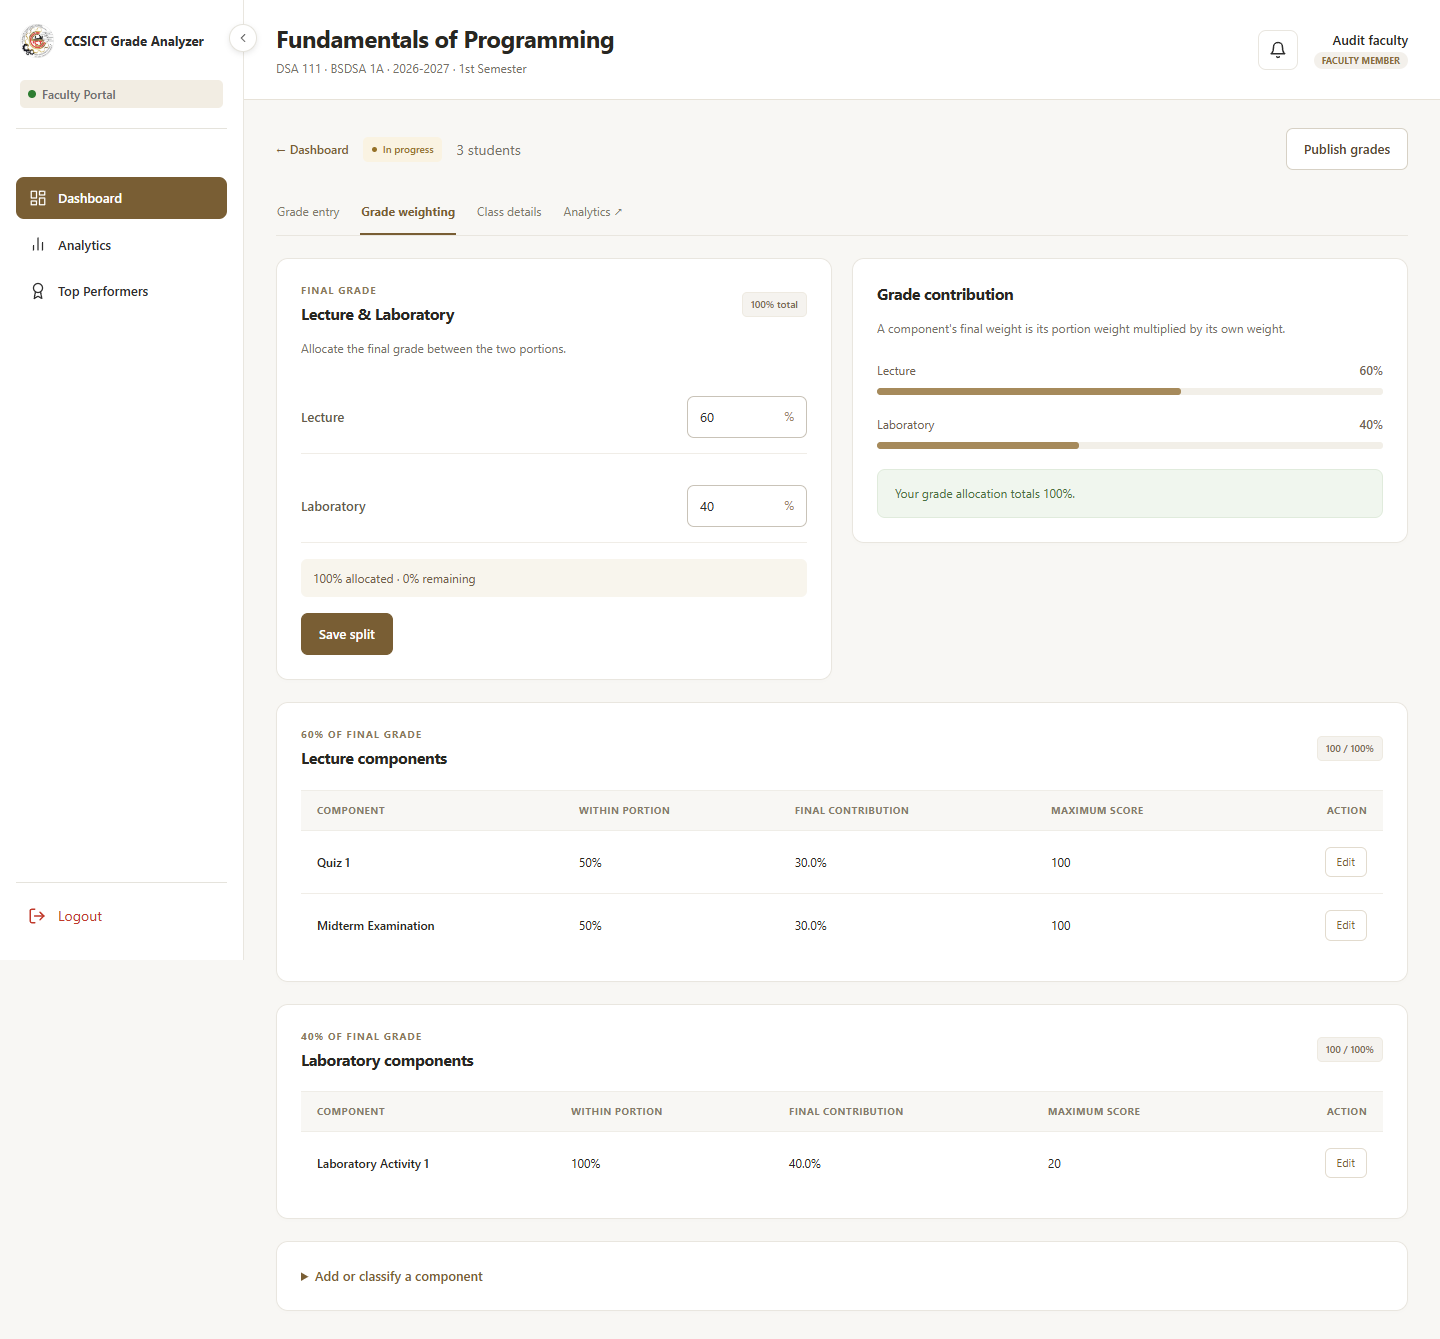 CCSICT Grade Analyzer
Faculty Portal
Dashboard
Analytics
Top Performers
Logout
Fundamentals of Programming
DSA 111 · BSDSA 1A · 2026-2027 · 1st Semester
Audit faculty
FACULTY MEMBER
← Dashboard
In progress
3 students
Publish grades
Grade entry
Grade weighting
Class details
Analytics ↗
FINAL GRADE
Lecture & Laboratory
100% total
Allocate the final grade between the two portions.
Lecture
60 %
Laboratory
40 %
100% allocated · 0% remaining
Save split
Grade contribution
A component's final weight is its portion weight multiplied by its own weight.
Lecture 60%
Laboratory 40%
Your grade allocation totals 100%.
60% OF FINAL GRADE
Lecture components
100 / 100%
COMPONENT WITHIN PORTION FINAL CONTRIBUTION MAXIMUM SCORE ACTION
Quiz 1 50% 30.0% 100 Edit
Midterm Examination 50% 30.0% 100 Edit
40% OF FINAL GRADE
Laboratory components
100 / 100%
COMPONENT WITHIN PORTION FINAL CONTRIBUTION MAXIMUM SCORE ACTION
Laboratory Activity 1 100% 40.0% 20 Edit
▶ Add or classify a component